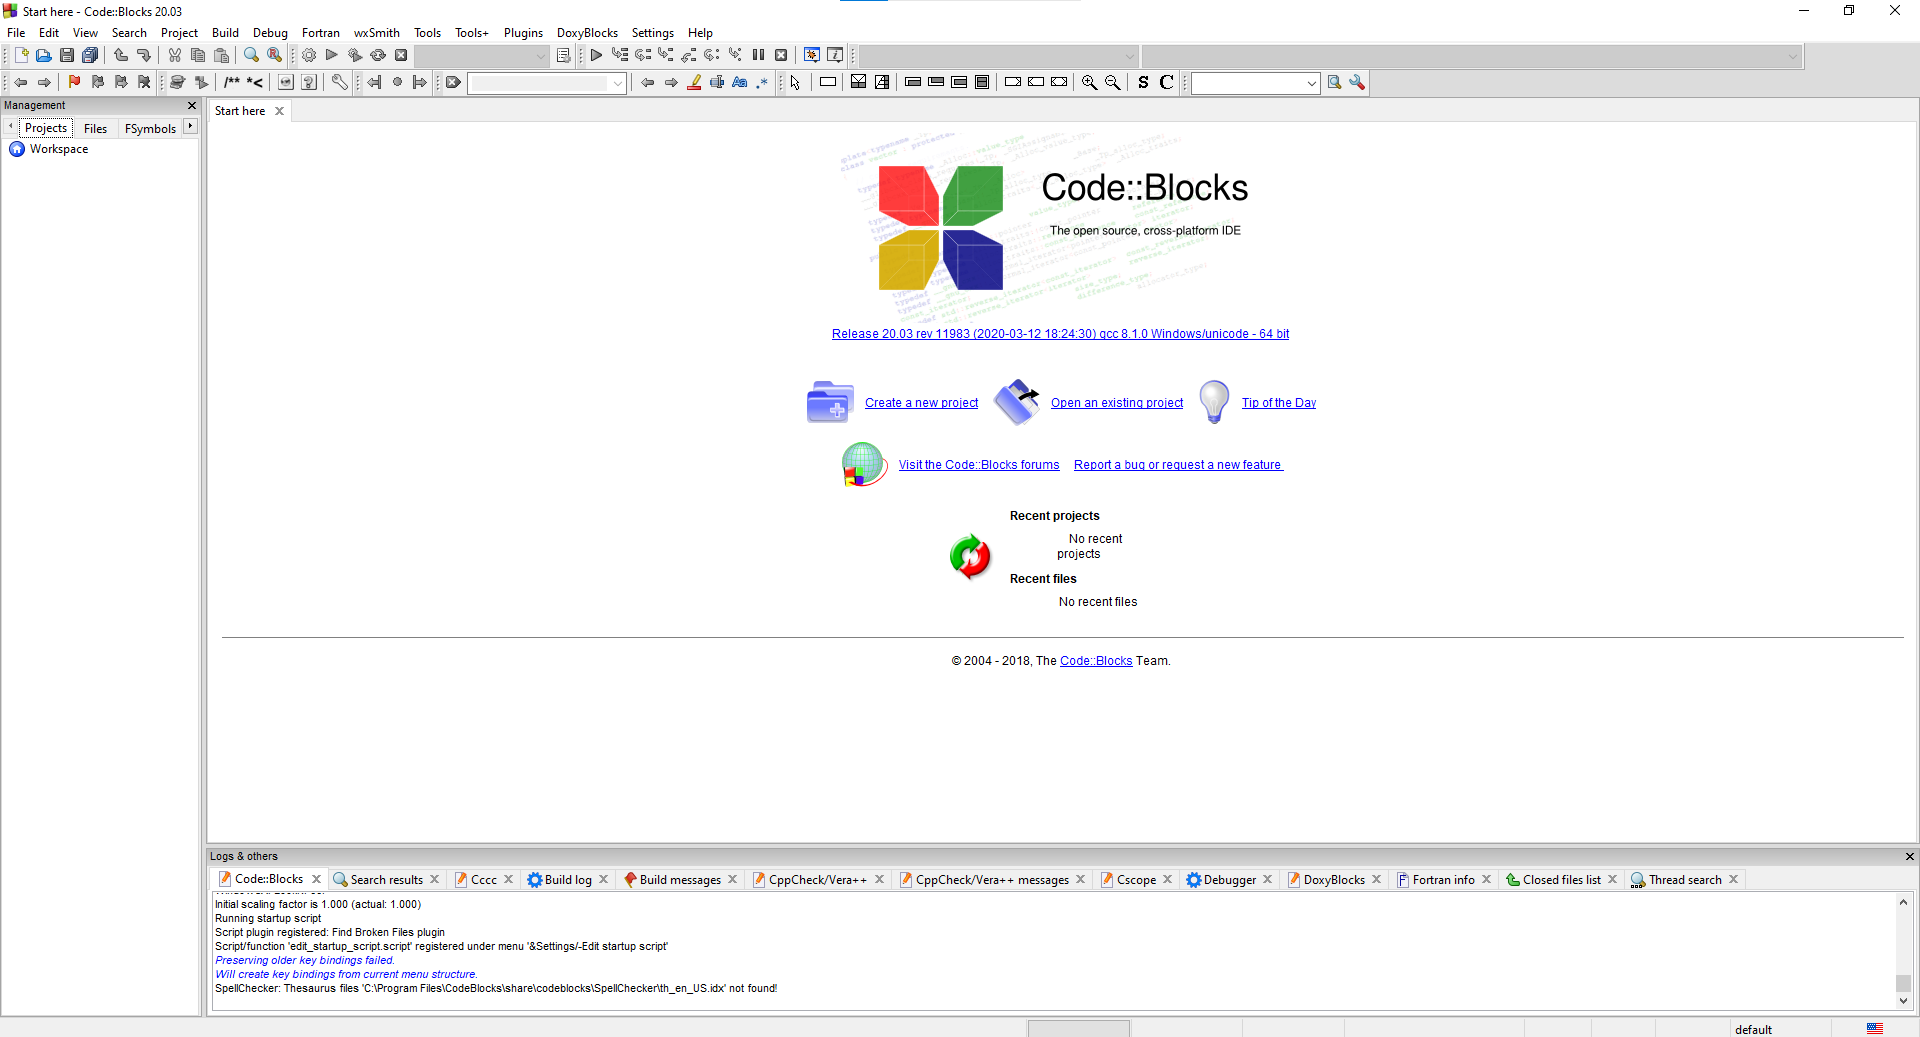 Start here - Code::Blocks 20.03
File Edit View Search Project Build Debug Fortran wxSmith Tools Tools+ Plugins DoxyBlocks Settings Help
/** *<
Aa .*
S C
Management
Projects Files FSymbols
Workspace
Start here
Code::Blocks
The open source, cross-platform IDE
Release 20.03 rev 11983 (2020-03-12 18:24:30) gcc 8.1.0 Windows/unicode - 64 bit
Create a new project Open an existing project Tip of the Day
Visit the Code::Blocks forums Report a bug or request a new feature
Recent projects
No recent
projects
Recent files
No recent files
© 2004 - 2018, The Code::Blocks Team.
Logs & others
Code::Blocks Search results Cccc Build log Build messages CppCheck/Vera++ CppCheck/Vera++ messages Cscope Debugger DoxyBlocks Fortran info Closed files list Thread search
Initial scaling factor is 1.000 (actual: 1.000)
Running startup script
Script plugin registered: Find Broken Files plugin
Script/function 'edit_startup_script.script' registered under menu '&Settings/-Edit startup script'
Preserving older key bindings failed.
Will create key bindings from current menu structure.
SpellChecker: Thesaurus files 'C:\Program Files\CodeBlocks\share\codeblocks\SpellChecker\th_en_US.idx' not found!
default